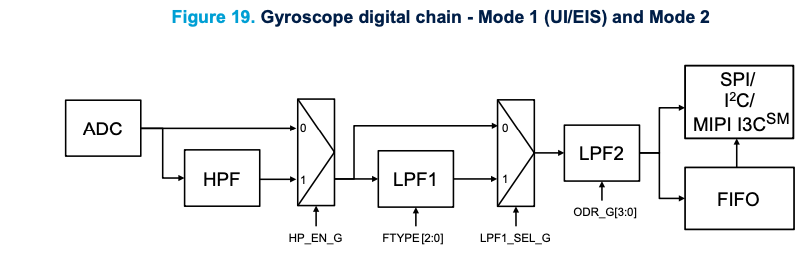 Figure 19. Gyroscope digital chain - Mode 1 (UI/EIS) and Mode 2
SPI/
I²C/
MIPI I3Cˢᴹ
ADC
0
HPF
1
HP_EN_G
LPF1
FTYPE[2:0]
0
1
LPF1_SEL_G
LPF2
ODR_G[3:0]
FIFO